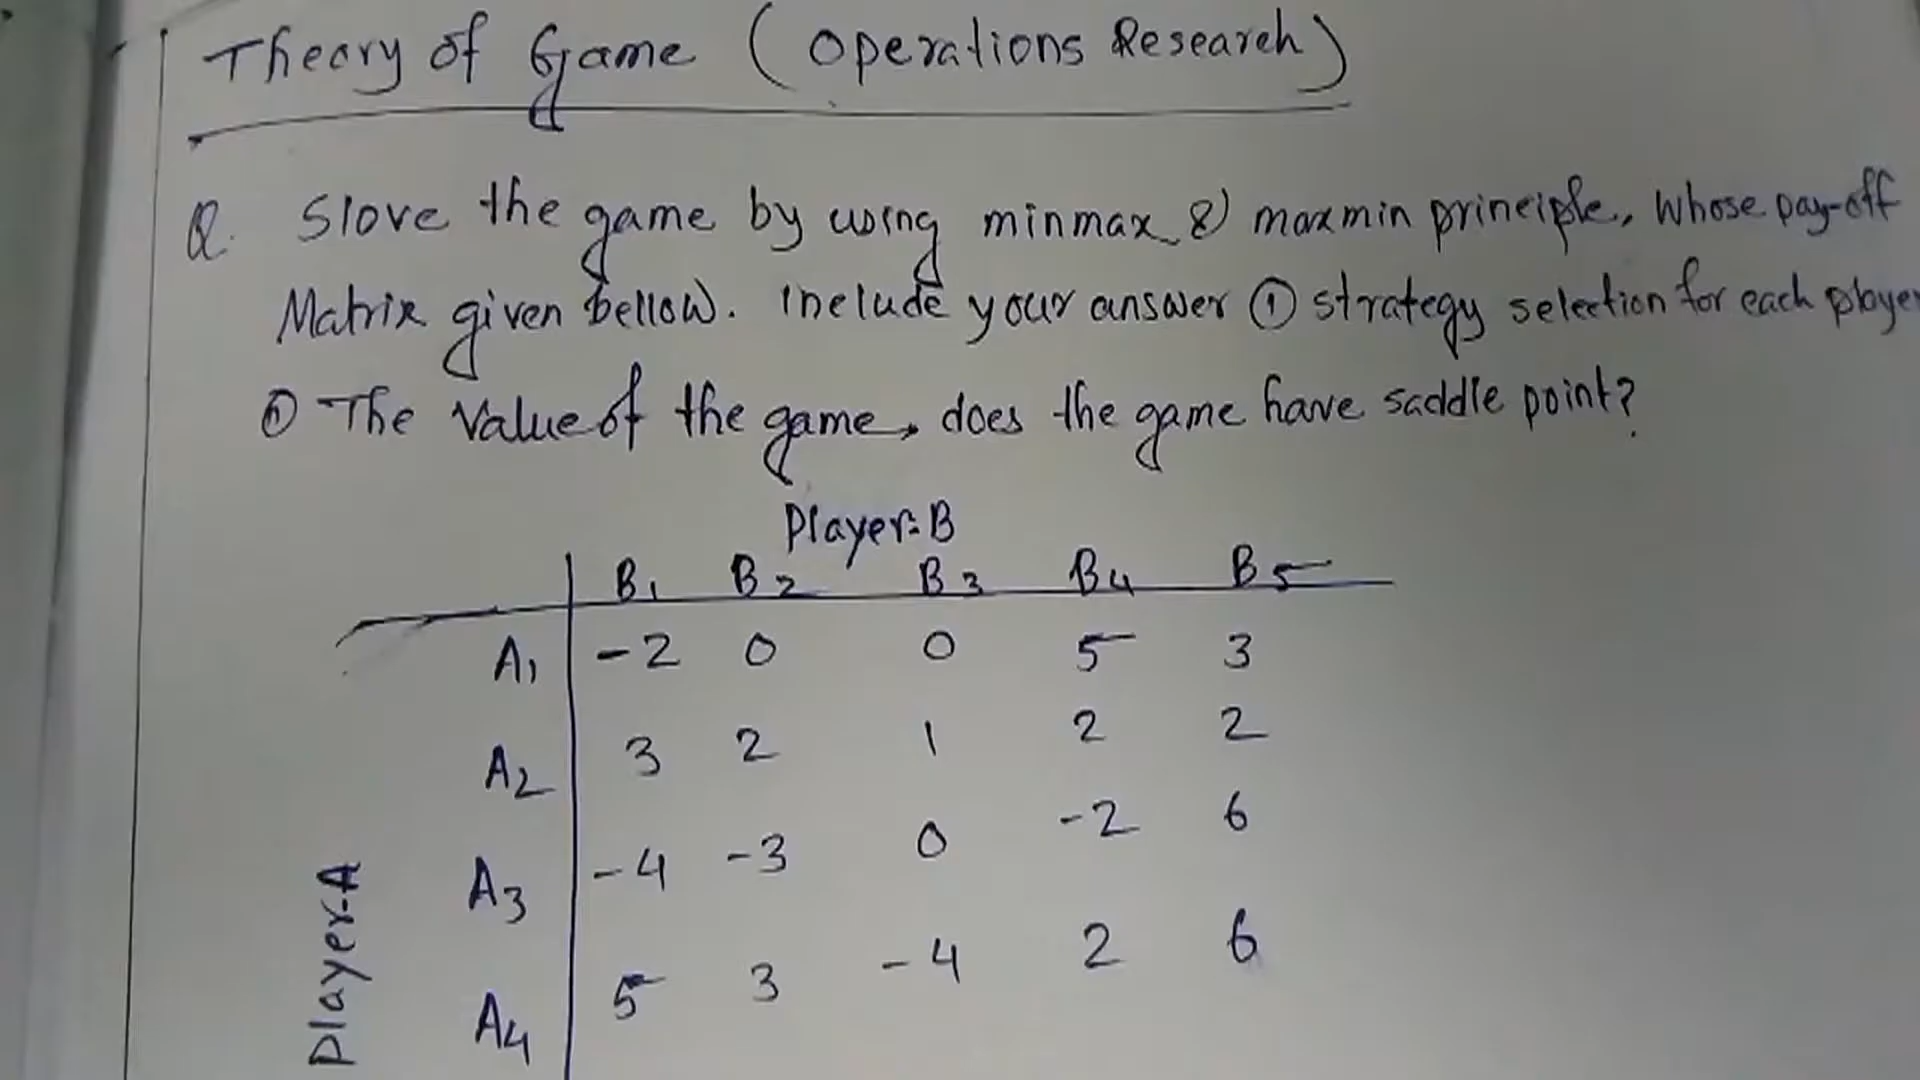 Theory of Game (Operations Research)
Q. Slove the game by using minmax & maxmin principle, whose pay-off
Matrix given bellow. Include your answer ① strategy selection for each player
⑪ The value of the game, does the game have saddle point?
Player:B
B1 B2 B3 B4 B5
A1 -2 0 0 5 3
A2 3 2 1 2 2
A3 -4 -3 0 -2 6
A4 5 3 -4 2 6
Player-A